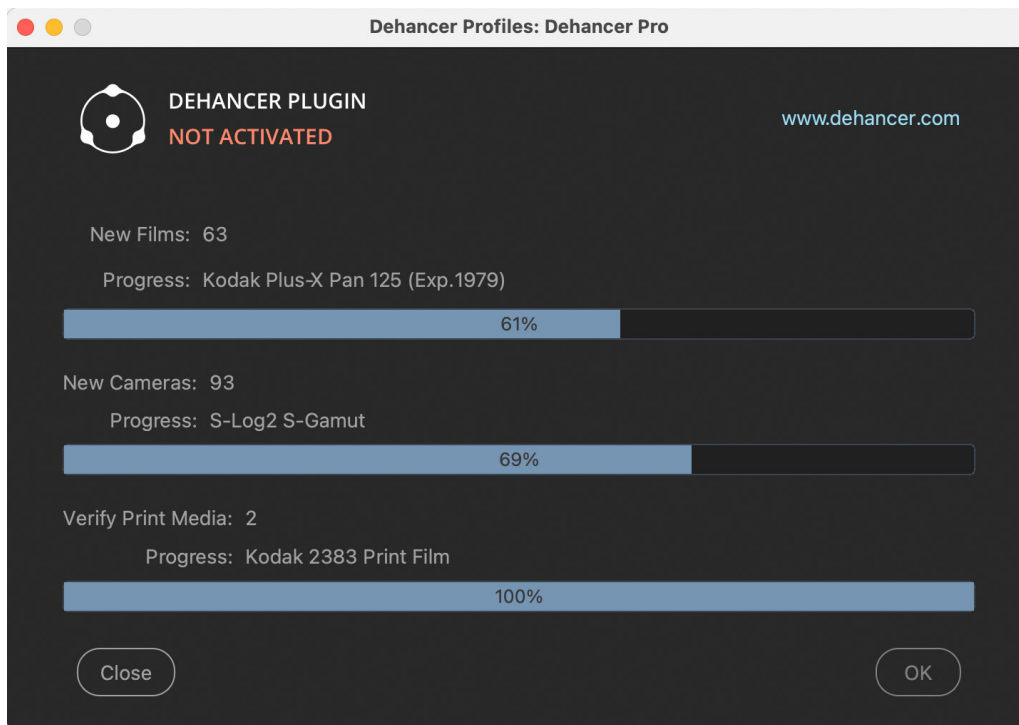 Dehancer Profiles: Dehancer Pro
DEHANCER PLUGIN
NOT ACTIVATED
www.dehancer.com
New Films: 63
Progress: Kodak Plus-X Pan 125 (Exp.1979)
61%
New Cameras: 93
Progress: S-Log2 S-Gamut
69%
Verify Print Media: 2
Progress: Kodak 2383 Print Film
100%
Close
OK